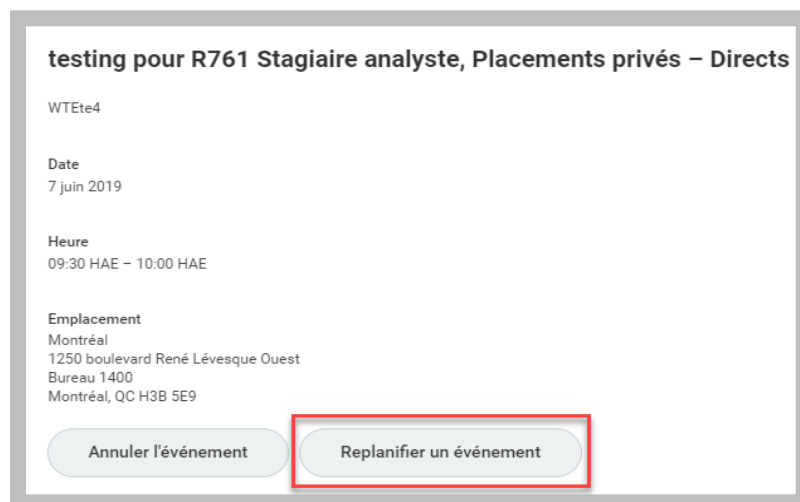 testing pour R761 Stagiaire analyste, Placements privés – Directs
WTEte4
Date
7 juin 2019
Heure
09:30 HAE – 10:00 HAE
Emplacement
Montréal
1250 boulevard René Lévesque Ouest
Bureau 1400
Montréal, QC H3B 5E9
Annuler l'événement Replanifier un événement